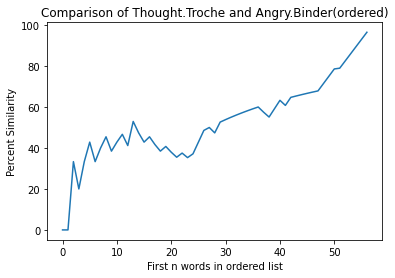 Comparison of Thought.Troche and Angry.Binder(ordered)
100
80
60
40
20
0
Percent Similarity
0 10 20 30 40 50
First n words in ordered list